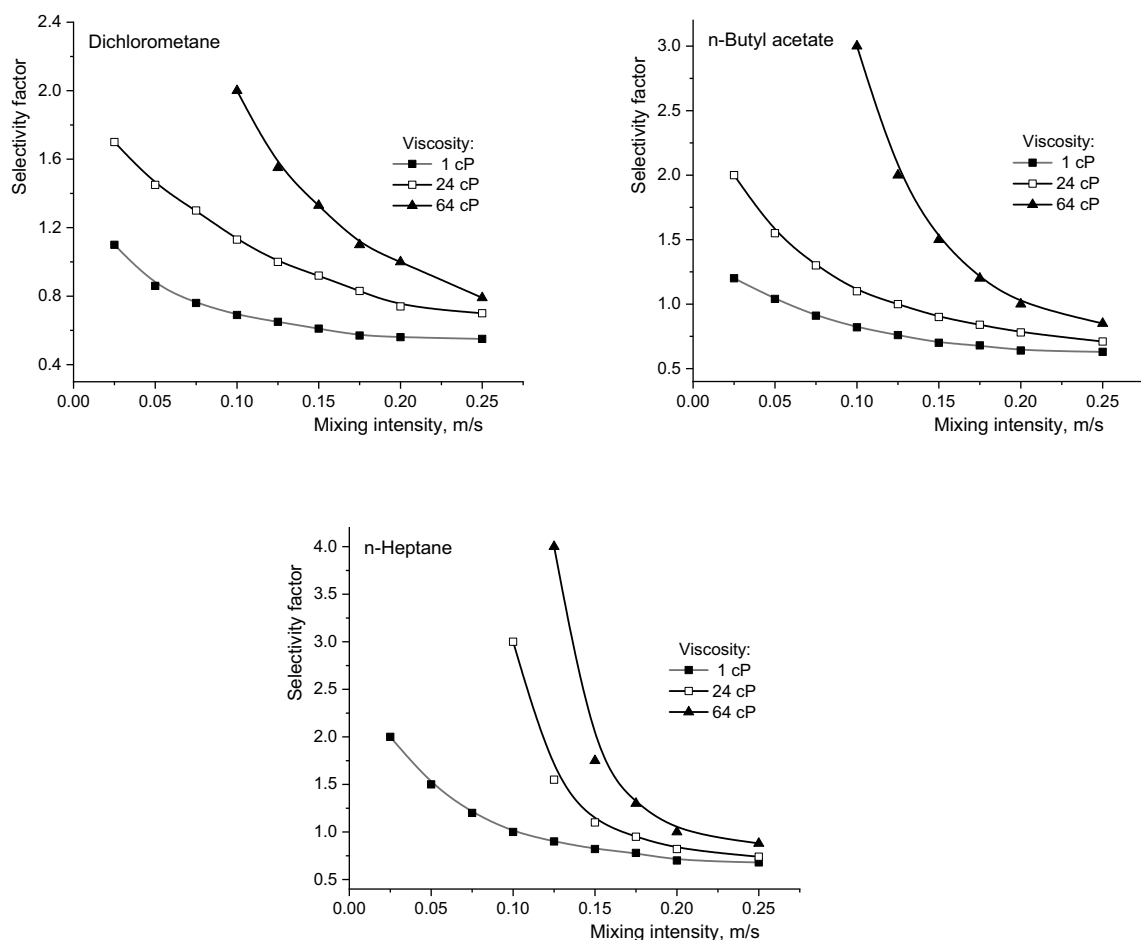 Dichlorometane
Selectivity factor
2.0
1.6
1.2
0.8
0.4
Viscosity:
1 cP
24 cP
64 cP
0.00 0.05 0.10 0.15 0.20 0.25
Mixing intensity, m/s
n-Butyl acetate
Selectivity factor
3.0
2.5
2.0
1.5
1.0
0.5
Viscosity:
1 cP
24 cP
64 cP
0.00 0.05 0.10 0.15 0.20 0.25
Mixing intensity, m/s
n-Heptane
Selectivity factor
4.0
3.5
3.0
2.5
2.0
1.5
1.0
0.5
Viscosity:
1 cP
24 cP
64 cP
0.00 0.05 0.10 0.15 0.20 0.25
Mixing intensity, m/s